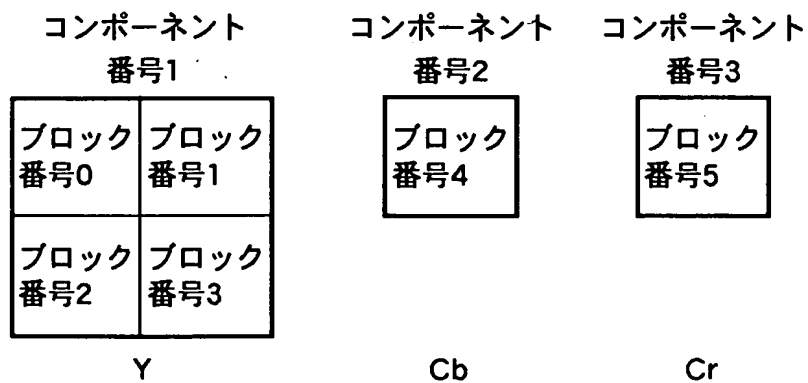 コンポーネント
番号1
コンポーネント
番号2
コンポーネント
番号3
ブロック
番号0
ブロック
番号1
ブロック
番号2
ブロック
番号3
ブロック
番号4
ブロック
番号5
Y
Cb
Cr